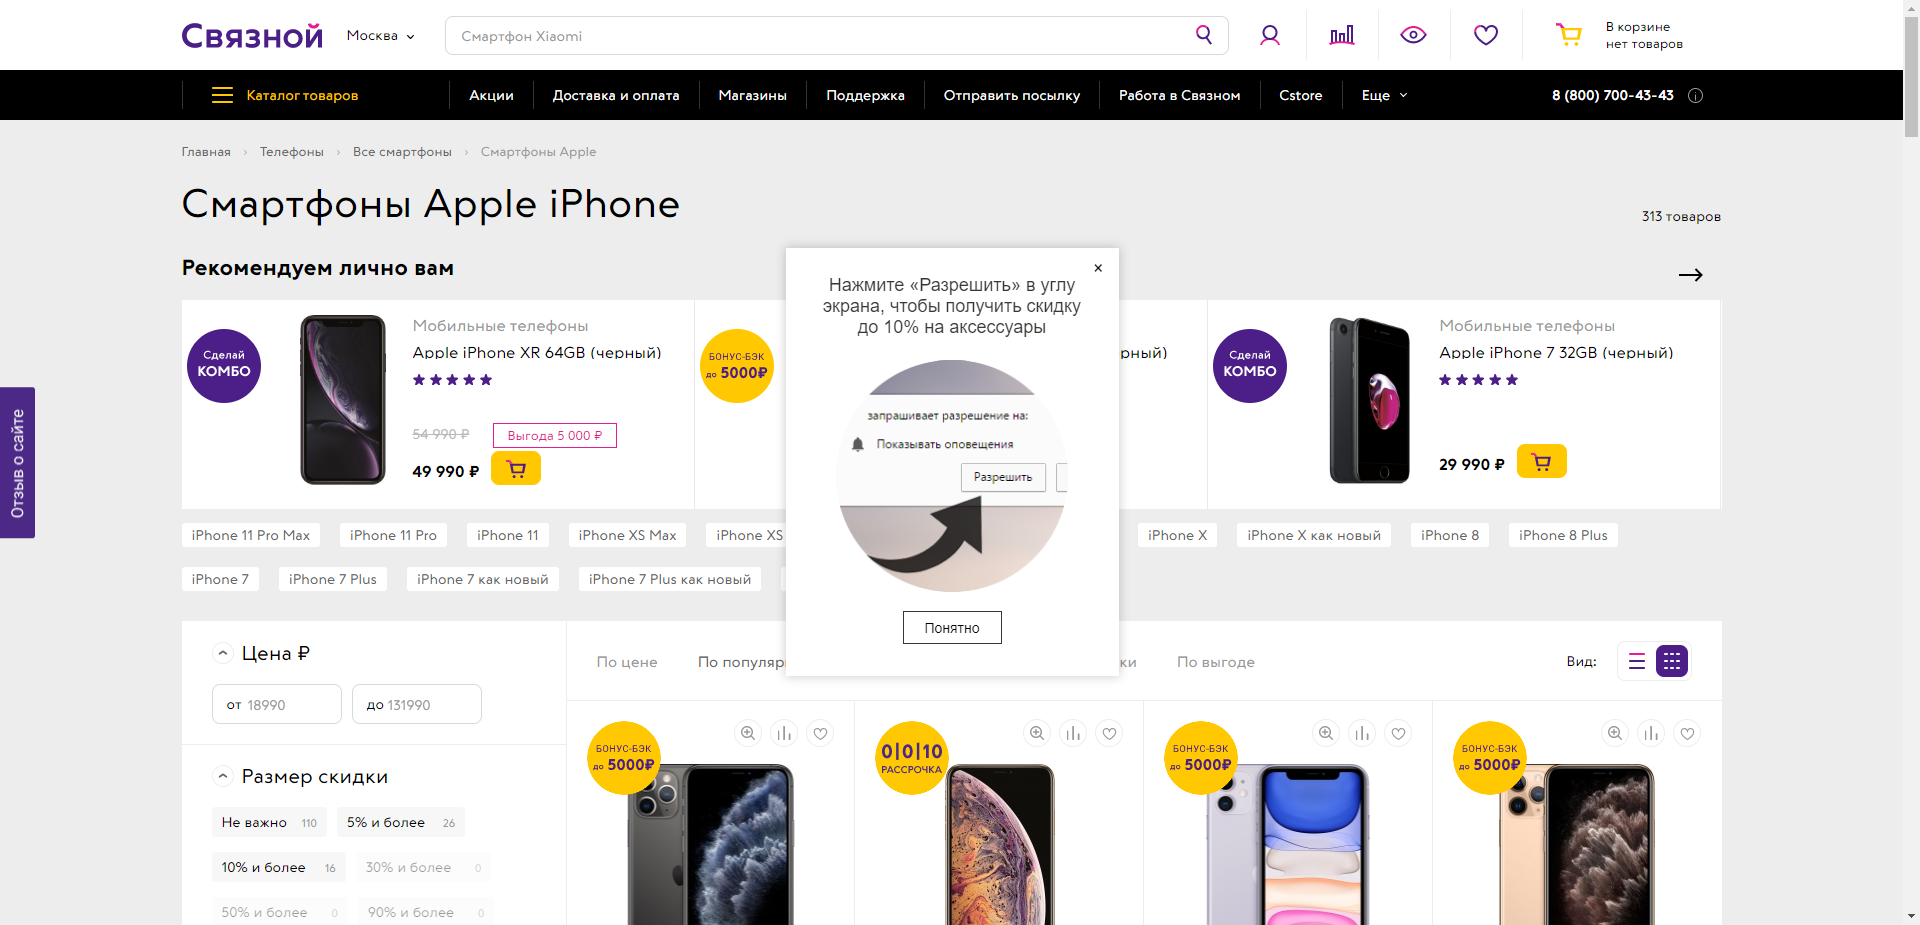 Связной
Москва
Смартфон Xiaomi
В корзине
нет товаров
Каталог товаров
Акции
Доставка и оплата
Магазины
Поддержка
Отправить посылку
Работа в Связном
Cstore
Еще
8 (800) 700-43-43
Главная › Телефоны › Все смартфоны › Смартфоны Apple
Смартфоны Apple iPhone
313 товаров
Рекомендуем лично вам
Сделай
КОМБО
Мобильные телефоны
Apple iPhone XR 64GB (черный)
54 990 ₽
Выгода 5 000 ₽
49 990 ₽
БОНУС-БЭК
до 5000₽
рный)
Сделай
КОМБО
Мобильные телефоны
Apple iPhone 7 32GB (черный)
29 990 ₽
×
Нажмите «Разрешить» в углу
экрана, чтобы получить скидку
до 10% на аксессуары
запрашивает разрешение на:
Показывать оповещения
Разрешить
Понятно
Отзыв о сайте
iPhone 11 Pro Max
iPhone 11 Pro
iPhone 11
iPhone XS Max
iPhone XS
iPhone X
iPhone X как новый
iPhone 8
iPhone 8 Plus
iPhone 7
iPhone 7 Plus
iPhone 7 как новый
iPhone 7 Plus как новый
Цена ₽
от 18990
до 131990
Размер скидки
Не важно 110
5% и более 26
10% и более 16
30% и более 0
50% и более 0
90% и более 0
По цене
По популяр
ки
По выгоде
Вид:
БОНУС-БЭК
до 5000₽
0|0|10
РАССРОЧКА
БОНУС-БЭК
до 5000₽
БОНУС-БЭК
до 5000₽